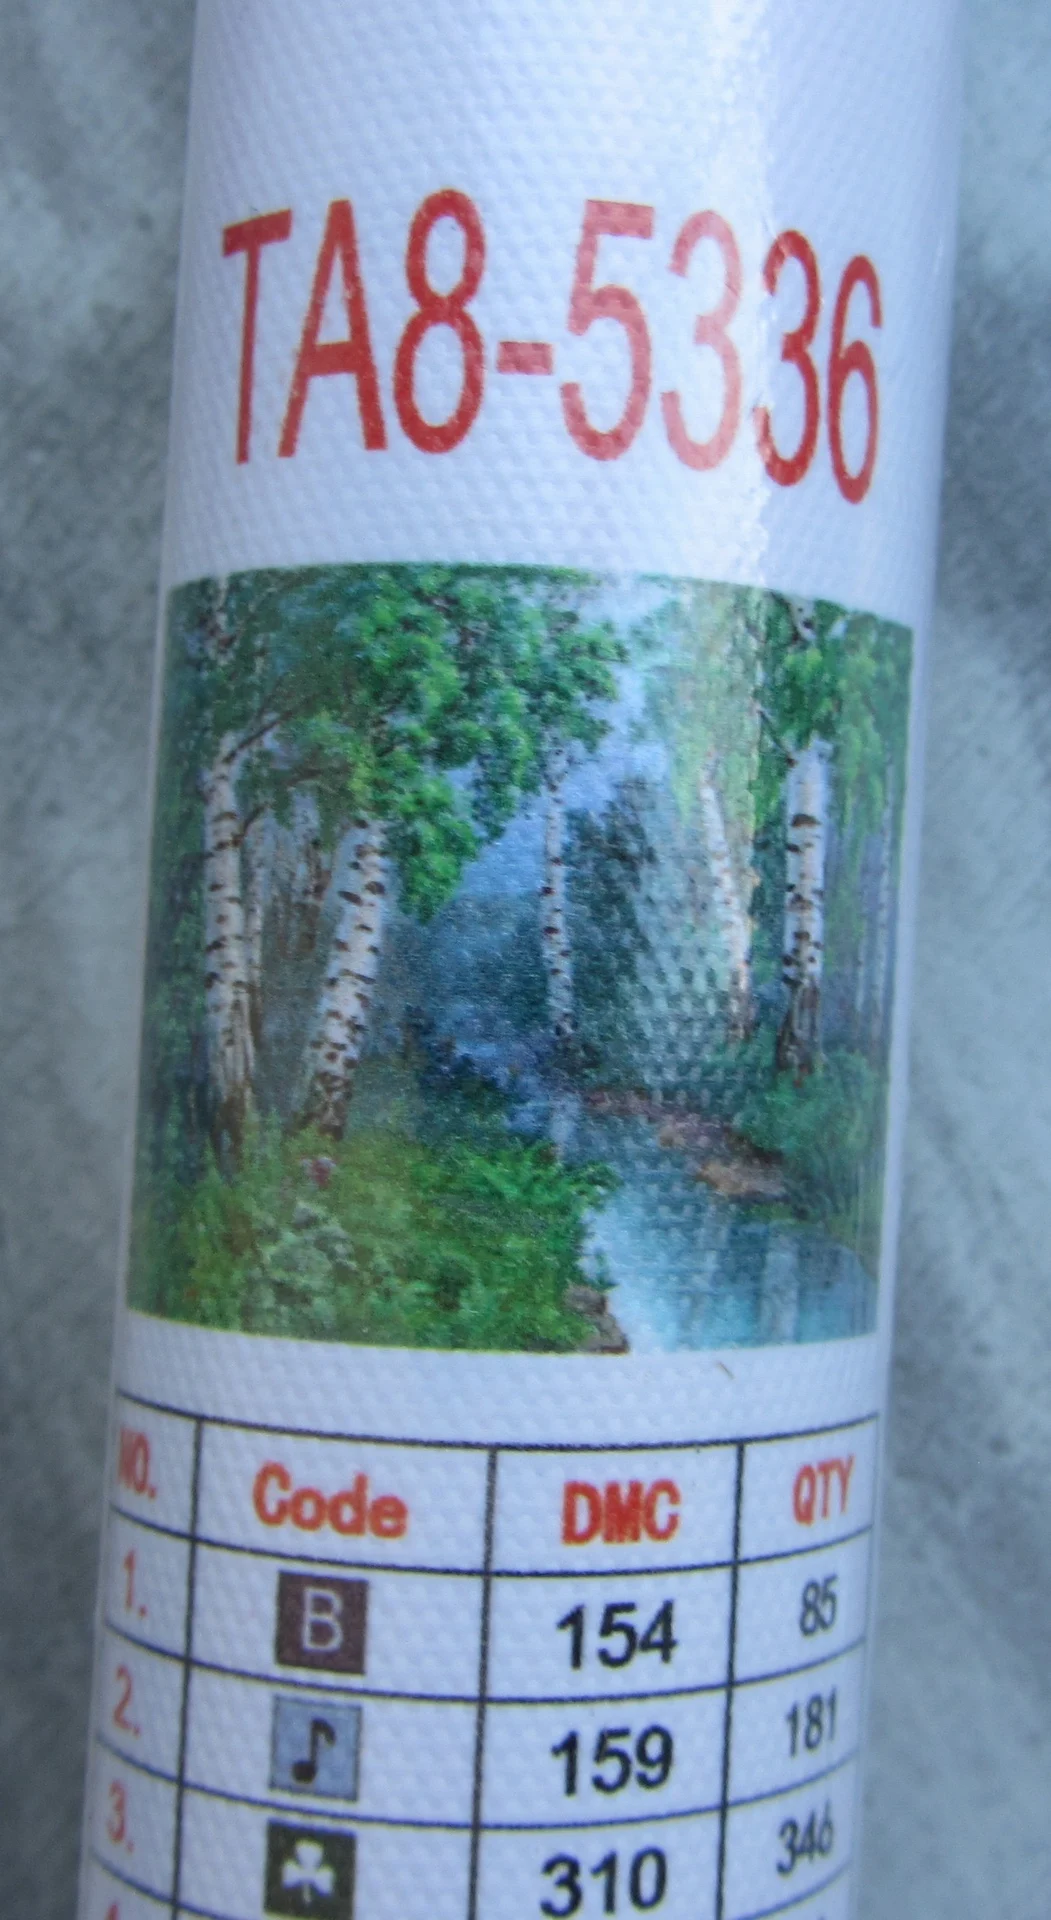 TA8-5336
NO. Code DMC QTY
1. B 154 85
2. ♪ 159 181
3. ☘ 310 346